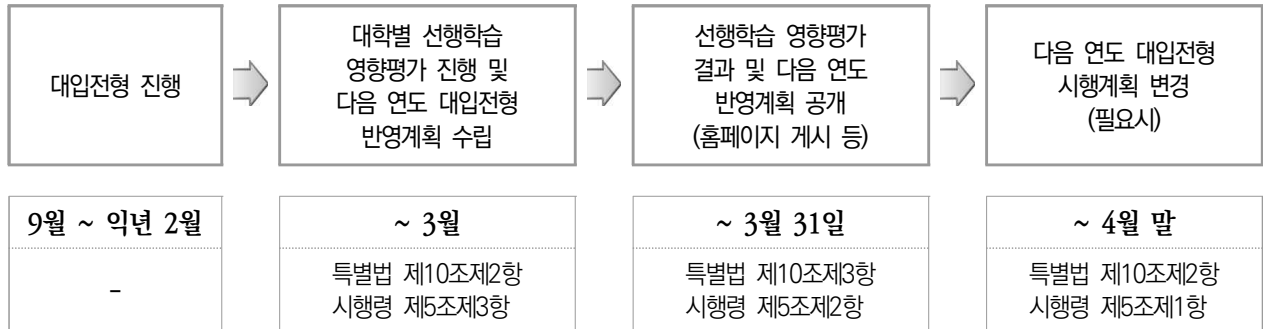 대입전형 진행
대학별 선행학습
영향평가 진행 및
다음 연도 대입전형
반영계획 수립
선행학습 영향평가
결과 및 다음 연도
반영계획 공개
(홈페이지 게시 등)
다음 연도 대입전형
시행계획 변경
(필요시)
9월 ~ 익년 2월
~ 3월
~ 3월 31일
~ 4월 말
-
특별법 제10조제2항
시행령 제5조제3항
특별법 제10조제3항
시행령 제5조제2항
특별법 제10조제2항
시행령 제5조제1항